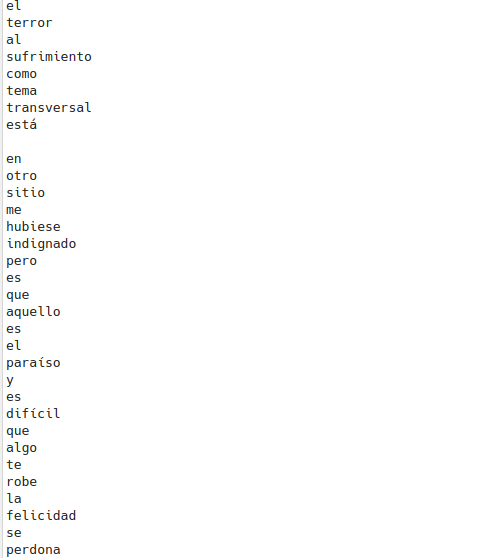 el
terror
al
sufrimiento
como
tema
transversal
está

en
otro
sitio
me
hubiese
indignado
pero
es
que
aquello
es
el
paraíso
y
es
difícil
que
algo
te
robe
la
felicidad
se
perdona